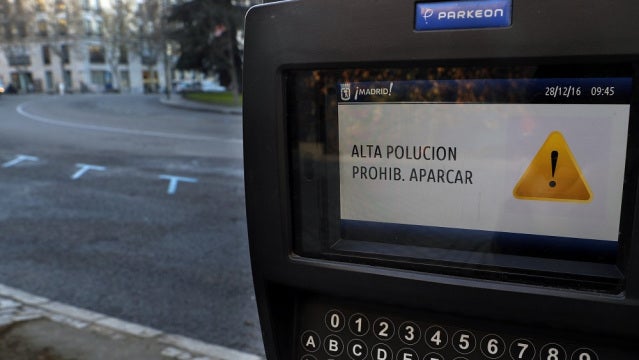 PARKEON
¡MADRID! 28/12/16 09:45
ALTA POLUCION
PROHIB. APARCAR
0 1 2 3 4 5 6 7 8 9
A B C D E F G H